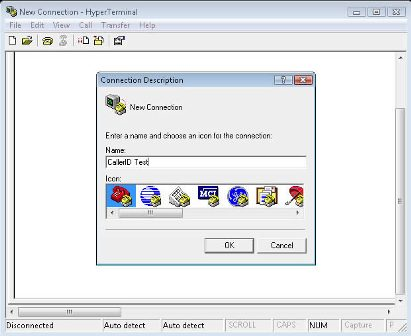 New Connection - HyperTerminal
File Edit View Call Transfer Help
Connection Description
New Connection
Enter a name and choose an icon for the connection:
Name:
CallerID Test
Icon:
MCI
OK Cancel
Disconnected Auto detect Auto detect SCROLL CAPS NUM Capture P